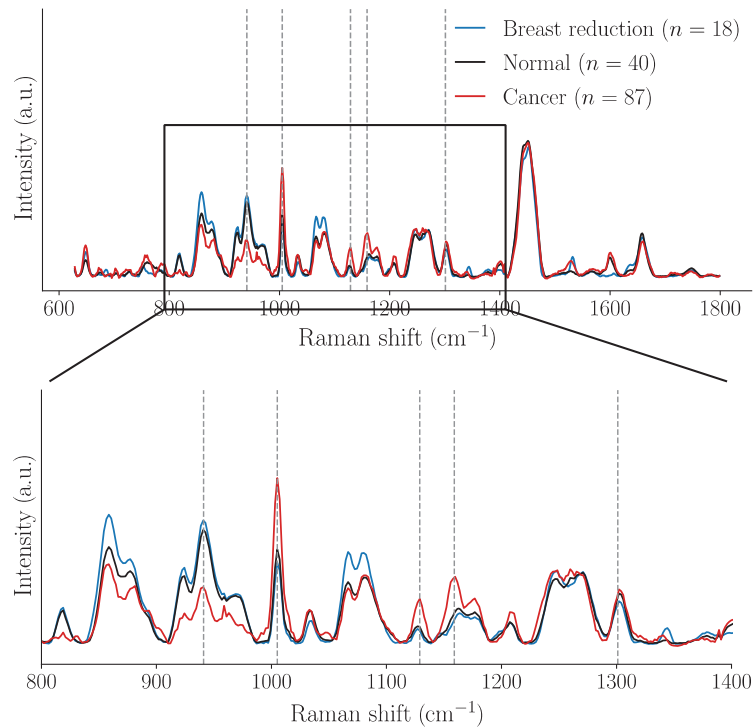 Breast reduction (n = 18)
Normal (n = 40)
Cancer (n = 87)
Intensity (a.u.)
600 800 1000 1200 1400 1600 1800
Raman shift (cm⁻¹)
Intensity (a.u.)
800 900 1000 1100 1200 1300 1400
Raman shift (cm⁻¹)